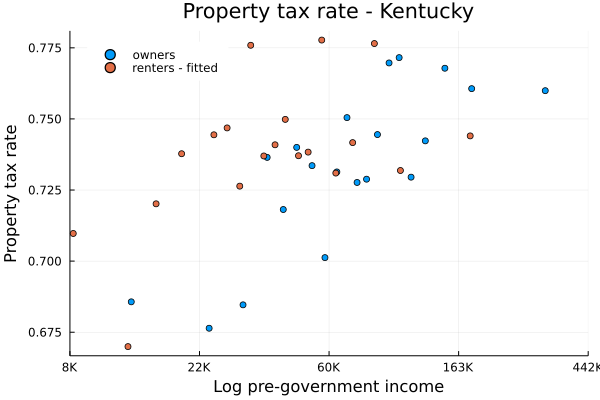 Property tax rate - Kentucky
owners
renters - fitted
Property tax rate
0.775
0.750
0.725
0.700
0.675
8K 22K 60K 163K 442K
Log pre-government income